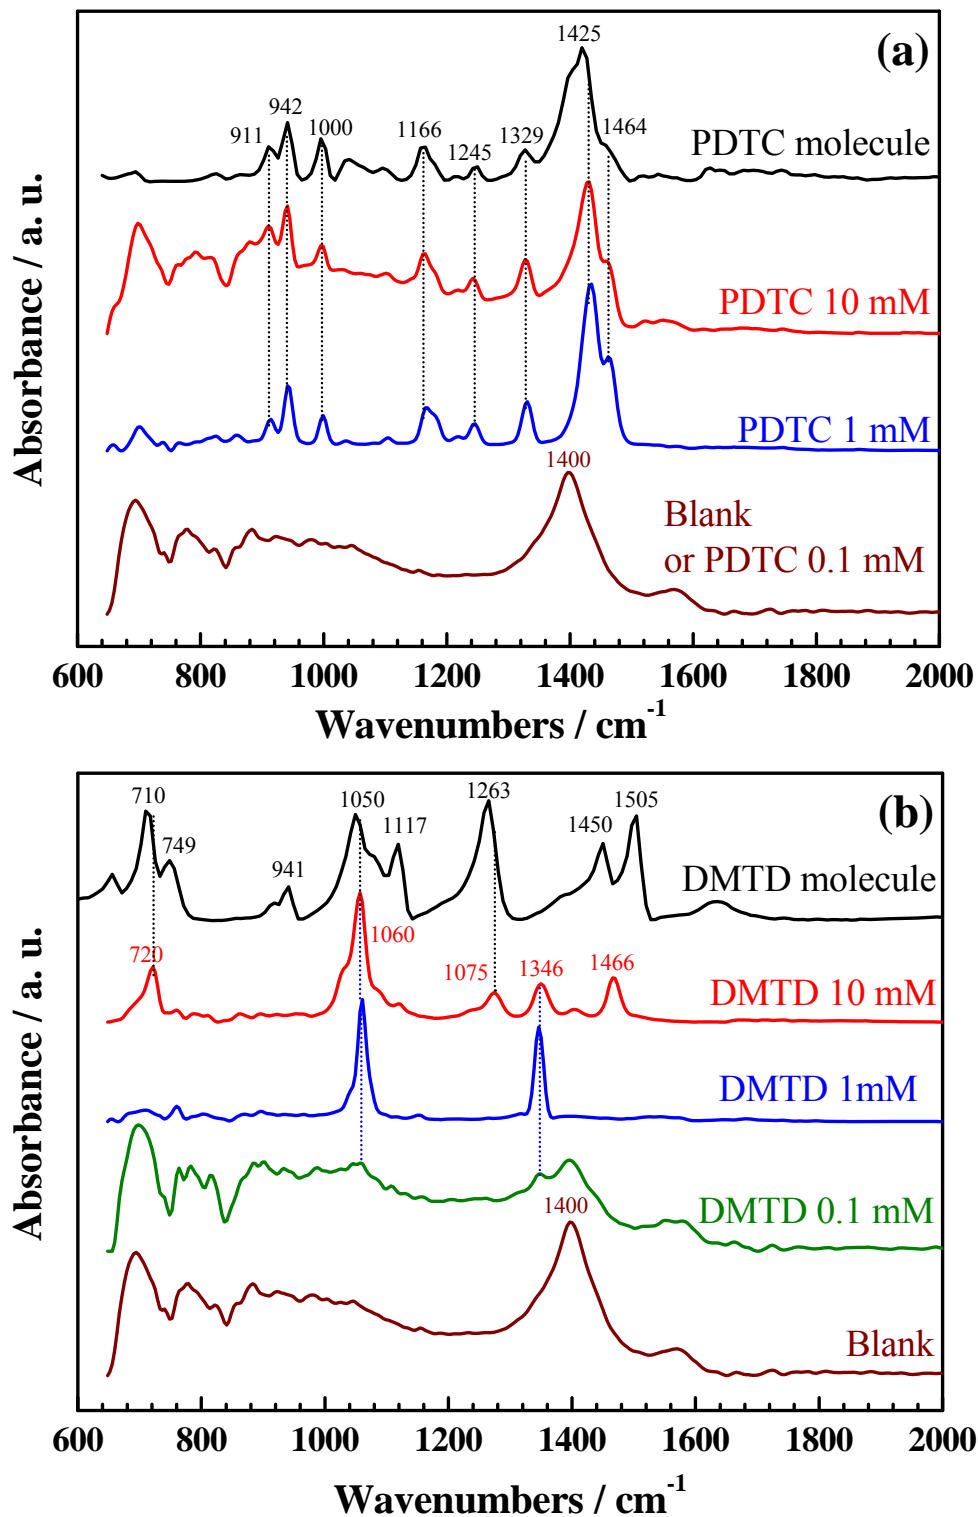 (a)
1425
942
911
1000
1166
1245
1329
1464
PDTC molecule
PDTC 10 mM
PDTC 1 mM
1400
Blank
or PDTC 0.1 mM
Absorbance / a. u.
600 800 1000 1200 1400 1600 1800 2000
Wavenumbers / cm-1
(b)
710
749
941
1050
1117
1263
1450
1505
DMTD molecule
720
1060
1075
1346
1466
DMTD 10 mM
DMTD 1mM
DMTD 0.1 mM
1400
Blank
Absorbance / a. u.
600 800 1000 1200 1400 1600 1800 2000
Wavenumbers / cm-1